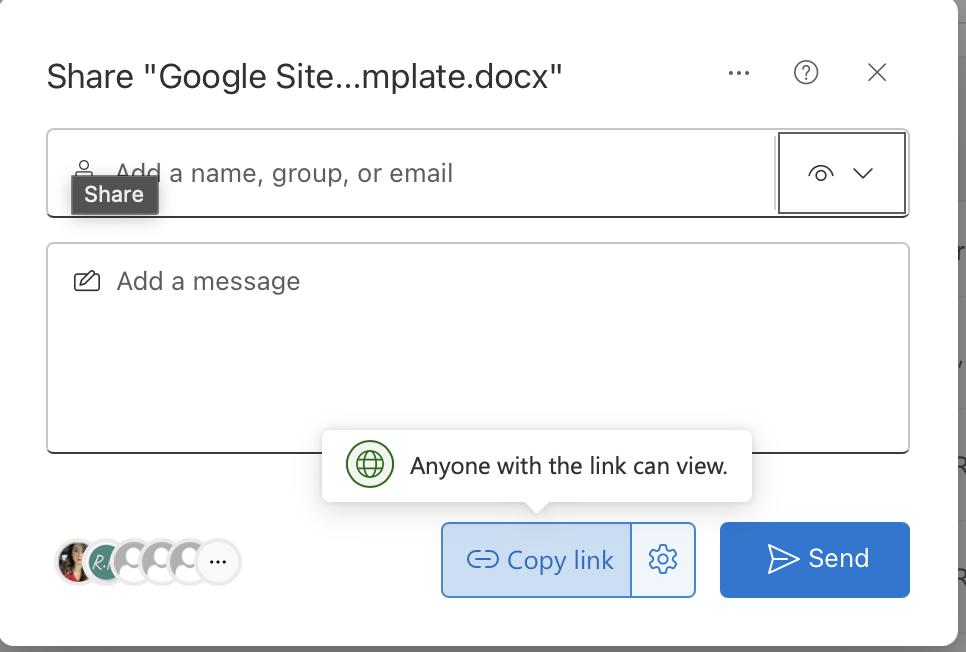 Share "Google Site...mplate.docx"
Add a name, group, or email
Share
Add a message
Anyone with the link can view.
Copy link
Send